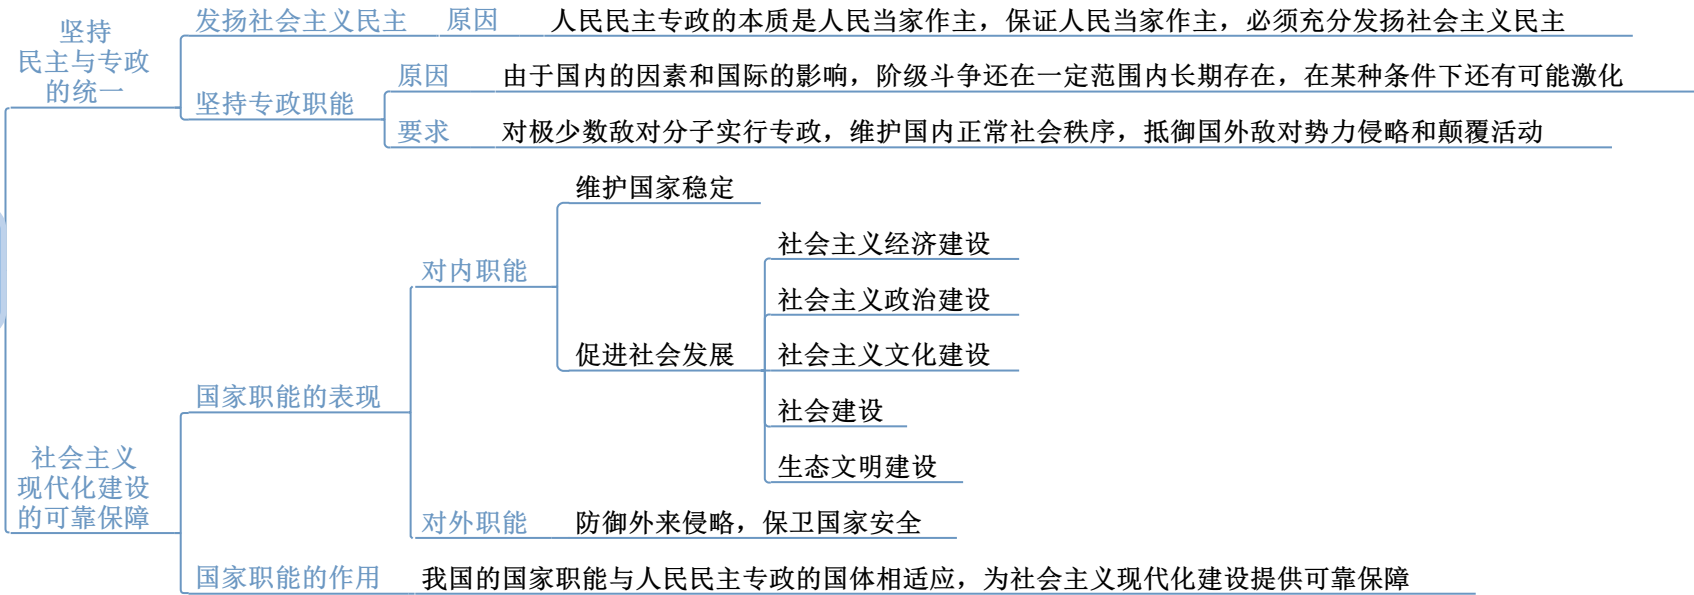 坚持
民主与专政
的统一
发扬社会主义民主
原因
人民民主专政的本质是人民当家作主，保证人民当家作主，必须充分发扬社会主义民主
坚持专政职能
原因
由于国内的因素和国际的影响，阶级斗争还在一定范围内长期存在，在某种条件下还有可能激化
要求
对极少数敌对分子实行专政，维护国内正常社会秩序，抵御国外敌对势力侵略和颠覆活动
社会主义
现代化建设
的可靠保障
国家职能的表现
对内职能
维护国家稳定
促进社会发展
社会主义经济建设
社会主义政治建设
社会主义文化建设
社会建设
生态文明建设
对外职能
防御外来侵略，保卫国家安全
国家职能的作用
我国的国家职能与人民民主专政的国体相适应，为社会主义现代化建设提供可靠保障